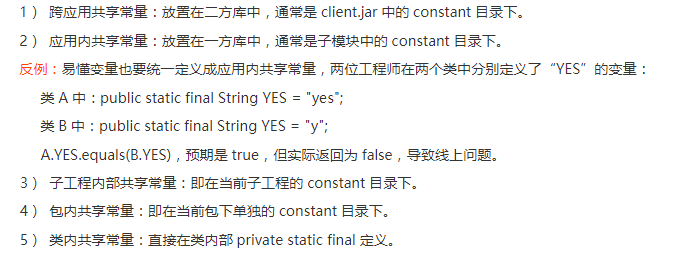 1） 跨应用共享常量：放置在二方库中，通常是 client.jar 中的 constant 目录下。
2） 应用内共享常量：放置在一方库中，通常是子模块中的 constant 目录下。
反例：易懂变量也要统一定义成应用内共享常量，两位工程师在两个类中分别定义了“YES”的变量：
类 A 中：public static final String YES = "yes";
类 B 中：public static final String YES = "y";
A.YES.equals(B.YES)，预期是 true，但实际返回为 false，导致线上问题。
3） 子工程内部共享常量：即在当前子工程的 constant 目录下。
4） 包内共享常量：即在当前包下单独的 constant 目录下。
5） 类内共享常量：直接在类内部 private static final 定义。